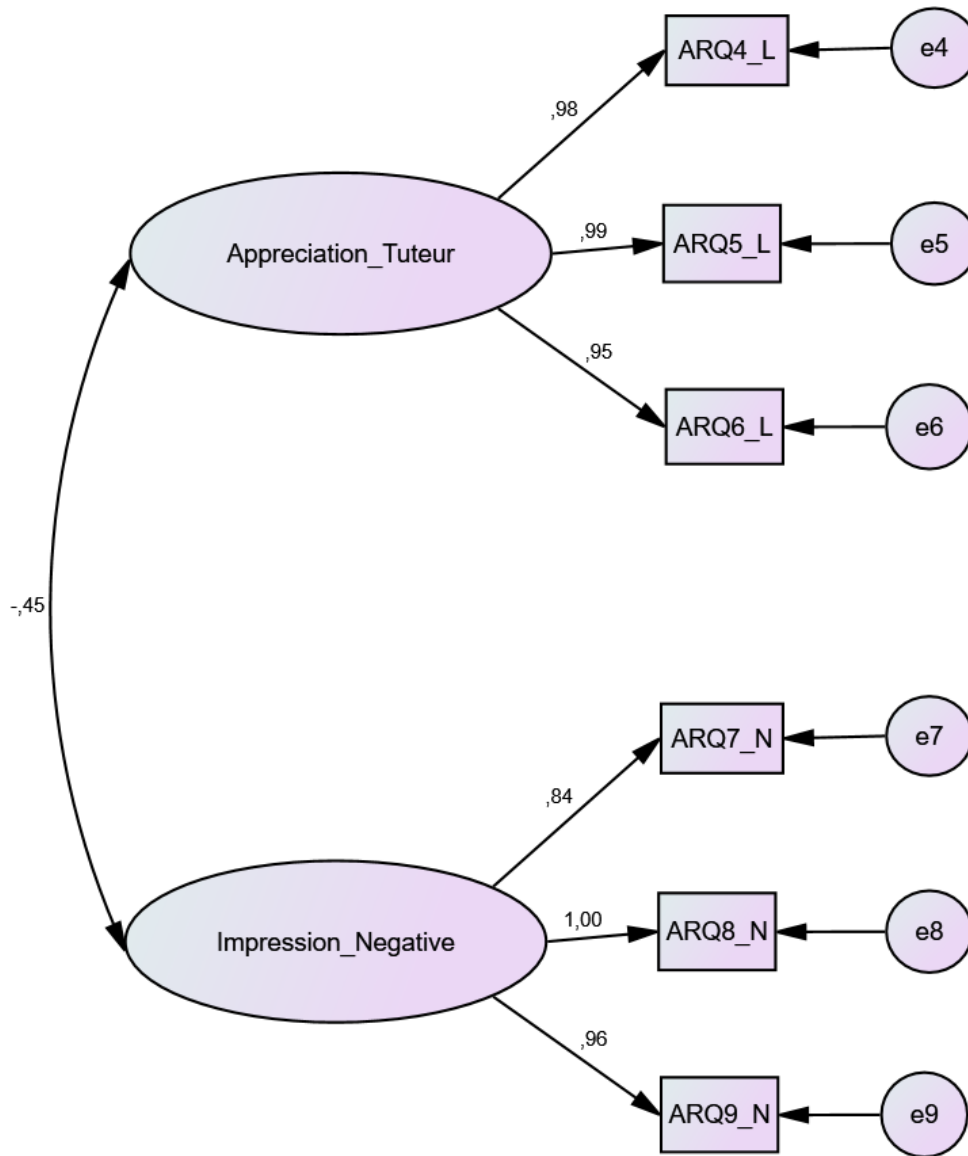 ARQ4_L
e4
,98
Appreciation_Tuteur
,99
ARQ5_L
e5
,95
ARQ6_L
e6
-,45
ARQ7_N
e7
,84
Impression_Negative
1,00
ARQ8_N
e8
,96
ARQ9_N
e9